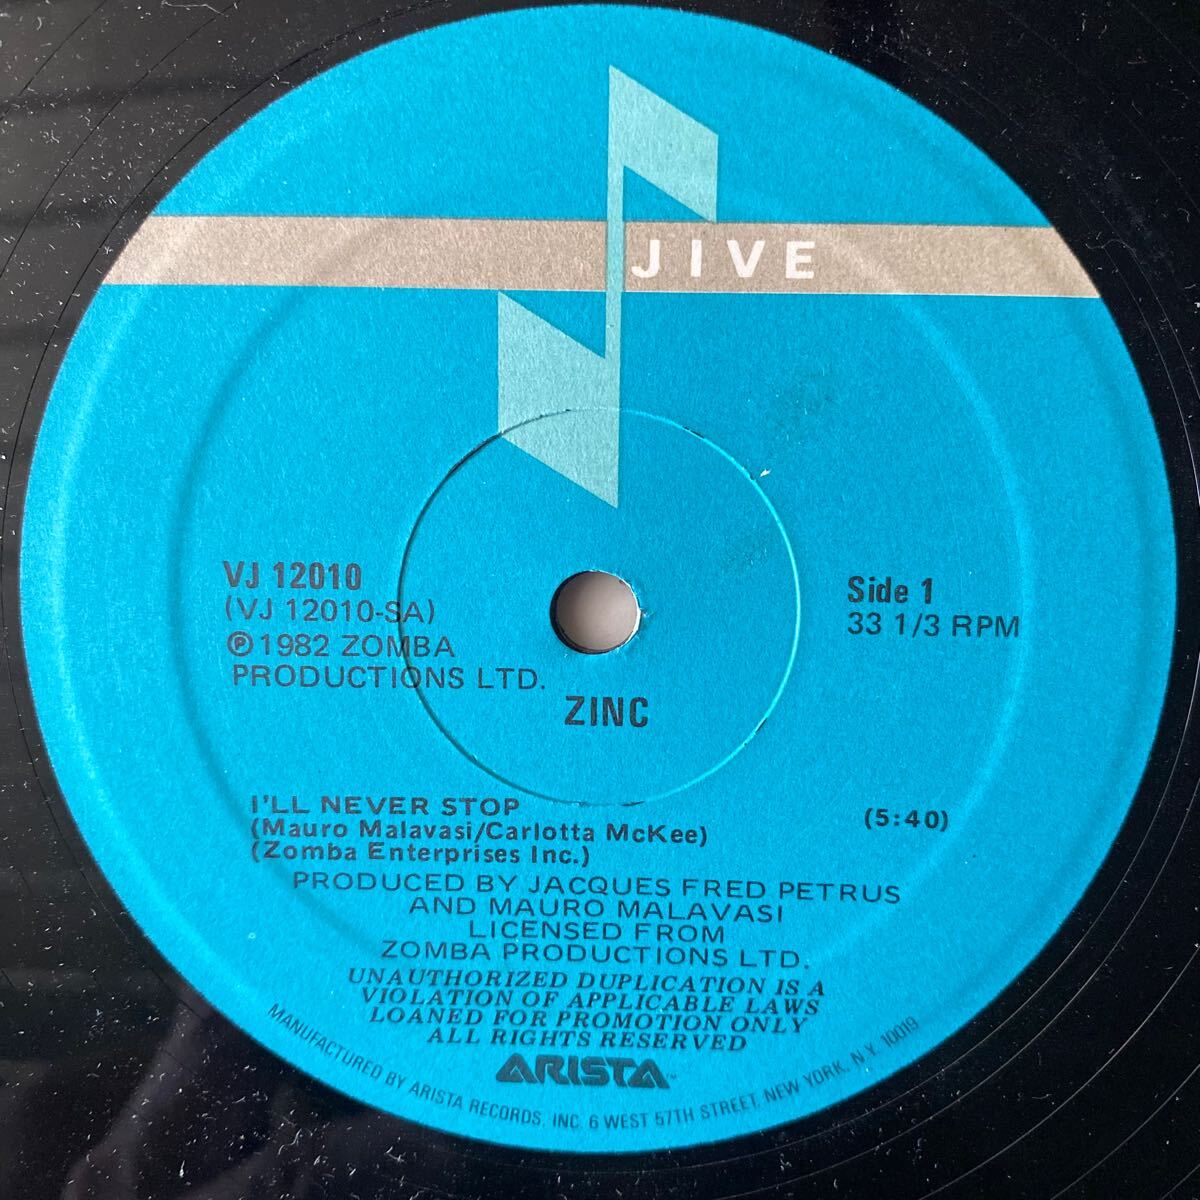 JIVE
VJ 12010
(VJ 12010-SA)
℗ 1982 ZOMBA
PRODUCTIONS LTD.
Side 1
33 1/3 RPM
ZINC
I'LL NEVER STOP
(5:40)
(Mauro Malavasi/Carlotta McKee)
(Zomba Enterprises Inc.)
PRODUCED BY JACQUES FRED PETRUS
AND MAURO MALAVASI
LICENSED FROM
ZOMBA PRODUCTIONS LTD.
UNAUTHORIZED DUPLICATION IS A
VIOLATION OF APPLICABLE LAWS
LOANED FOR PROMOTION ONLY
ALL RIGHTS RESERVED
ARISTA™
MANUFACTURED BY ARISTA RECORDS, INC. 6 WEST 57TH STREET, NEW YORK, N.Y. 10019